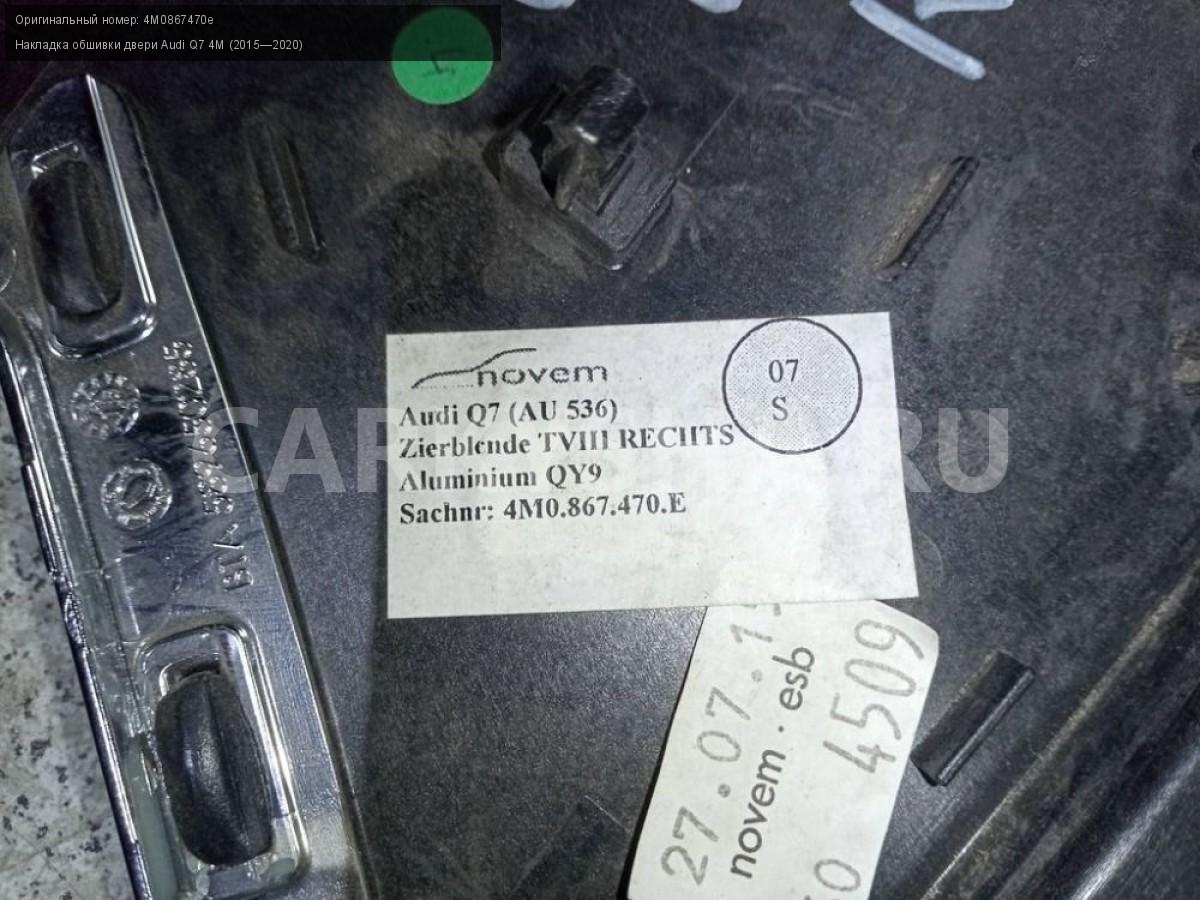 Оригинальный номер: 4M0867470e
Накладка обшивки двери Audi Q7 4M (2015—2020)
novem
07
S
Audi Q7 (AU 536)
Zierblende TVIII RECHTS
Aluminium QY9
Sachnr: 4M0.867.470.E
27.07.1
novem.esb
4509